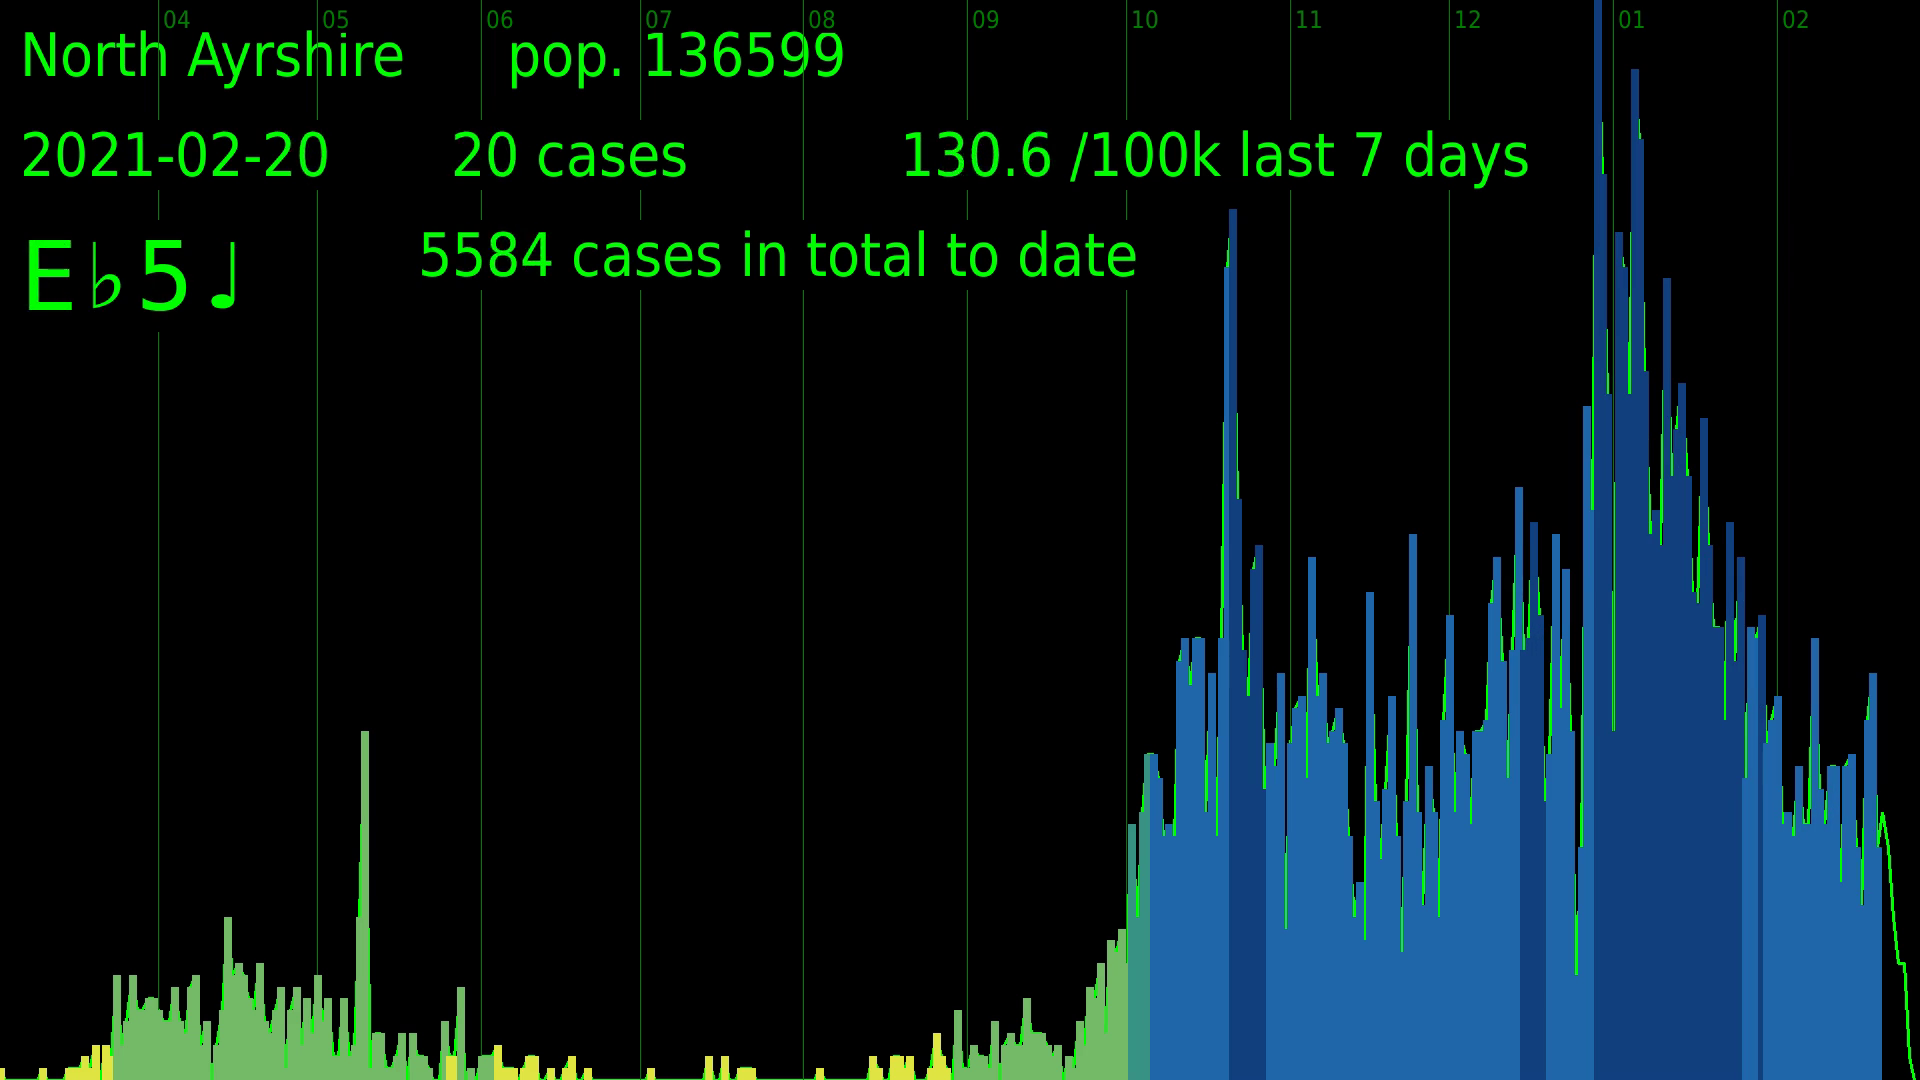 04 05 06 07 08 09 10 11 12 01 02
North Ayrshire pop. 136599
2021-02-20 20 cases 130.6 /100k last 7 days
E♭5♩ 5584 cases in total to date